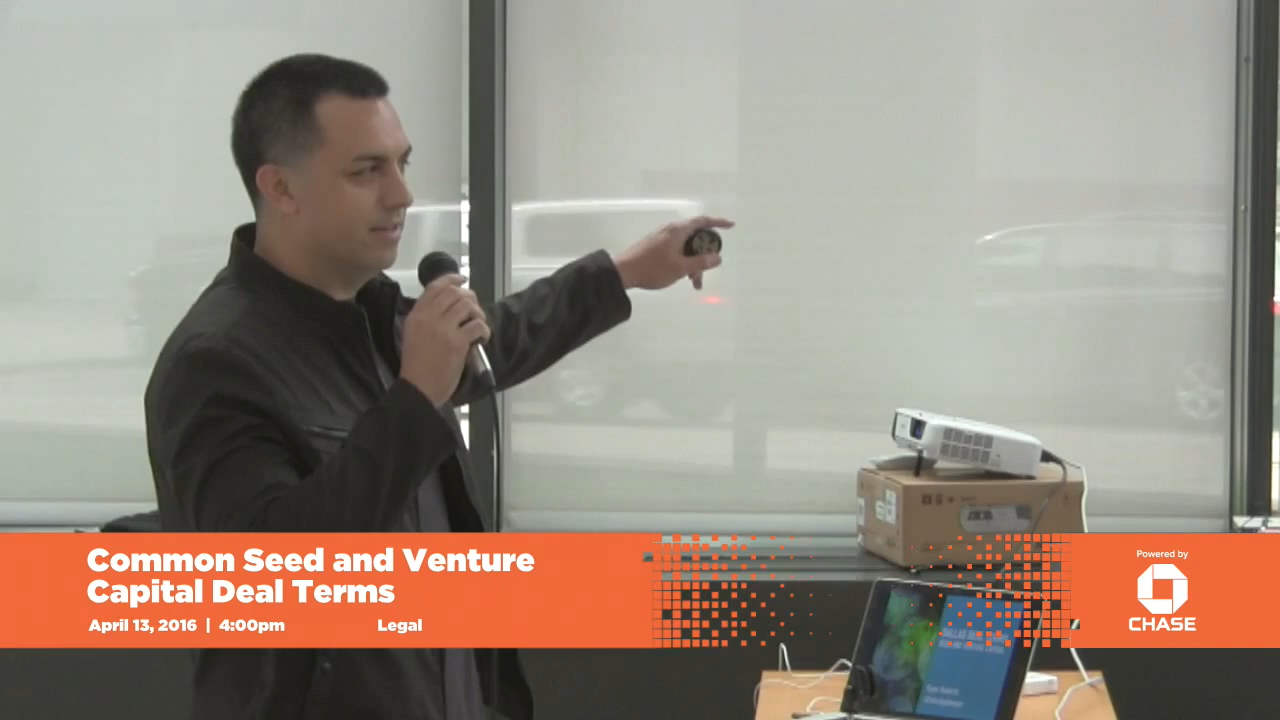 Common Seed and Venture
Capital Deal Terms
April 13, 2016 | 4:00pm Legal
Powered by
CHASE